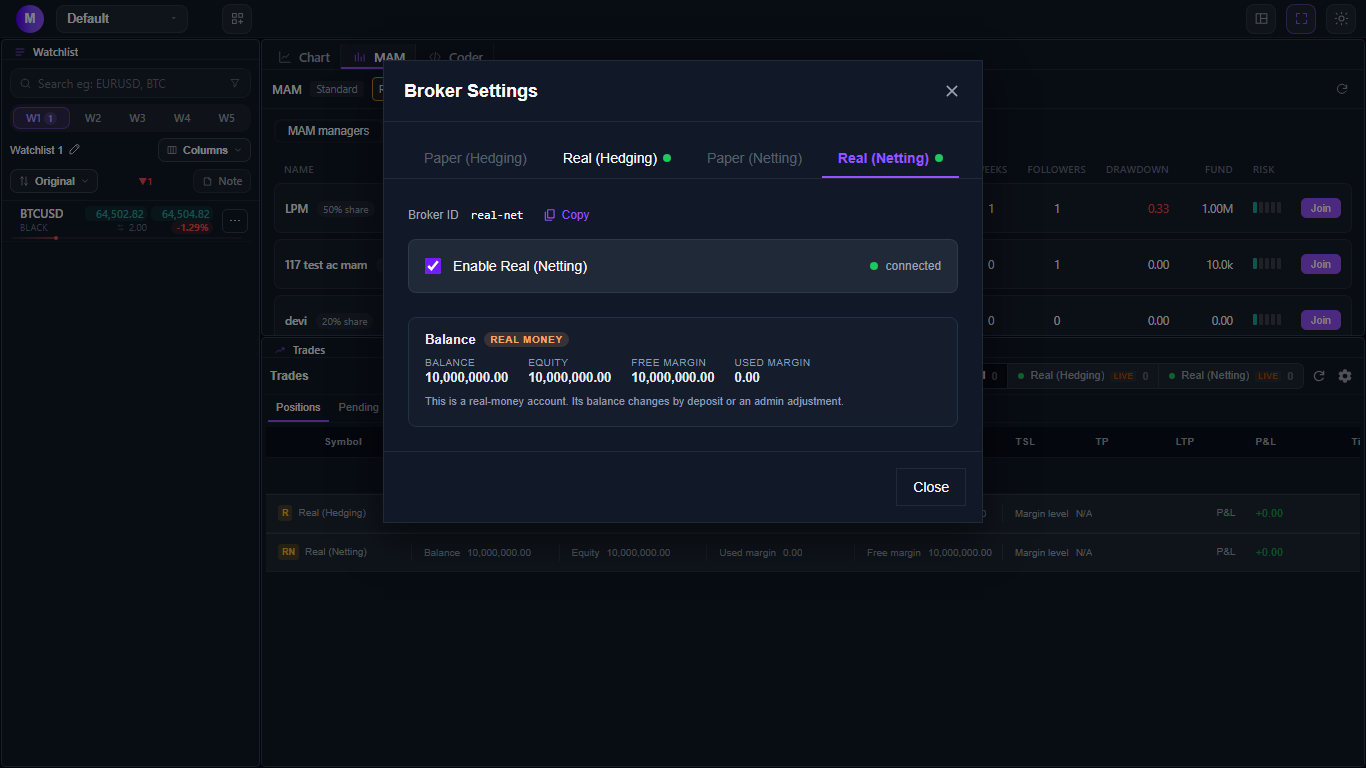 M Default
Watchlist
Search eg: EURUSD, BTC
W1 1 W2 W3 W4 W5
Watchlist 1 Columns
Original ▼1 Note
BTCUSD 64,502.82 64,504.82 ...
BLACK 2.00 -1.29%
Chart MAM Coder
MAM Standard
MAM managers
NAME FOLLOWERS DRAWDOWN FUND RISK
LPM 50% share 1 1 0.33 1.00M Join
117 test ac mam 0 1 0.00 10.0k Join
devi 20% share 0 0 0.00 0.00 Join
Broker Settings
Paper (Hedging) Real (Hedging) Paper (Netting) Real (Netting)
Broker ID real-net Copy
Enable Real (Netting) connected
Balance REAL MONEY
BALANCE EQUITY FREE MARGIN USED MARGIN
10,000,000.00 10,000,000.00 10,000,000.00 0.00
This is a real-money account. Its balance changes by deposit or an admin adjustment.
Close
Trades
Trades 0 Real (Hedging) LIVE 0 Real (Netting) LIVE 0
Positions Pending
Symbol TSL TP LTP P&L Ti
R Real (Hedging) Margin level N/A P&L +0.00
RN Real (Netting) Balance 10,000,000.00 Equity 10,000,000.00 Used margin 0.00 Free margin 10,000,000.00 Margin level N/A P&L +0.00